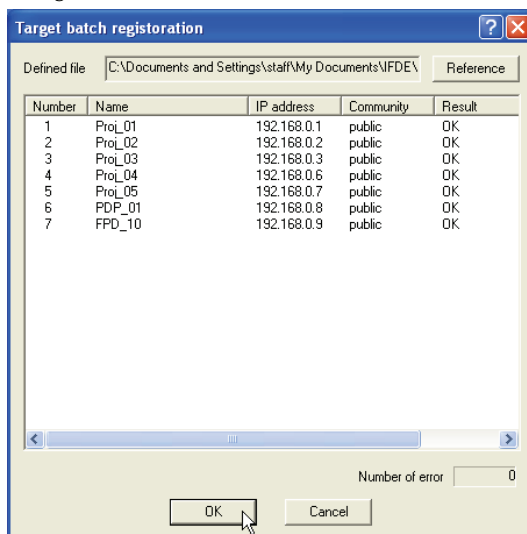 Target batch registoration
Defined file C:\Documents and Settings\staff\My Documents\IFDE\ Reference
Number Name IP address Community Result
1 Proj_01 192.168.0.1 public OK
2 Proj_02 192.168.0.2 public OK
3 Proj_03 192.168.0.3 public OK
4 Proj_04 192.168.0.6 public OK
5 Proj_05 192.168.0.7 public OK
6 PDP_01 192.168.0.8 public OK
7 FPD_10 192.168.0.9 public OK
Number of error 0
OK Cancel